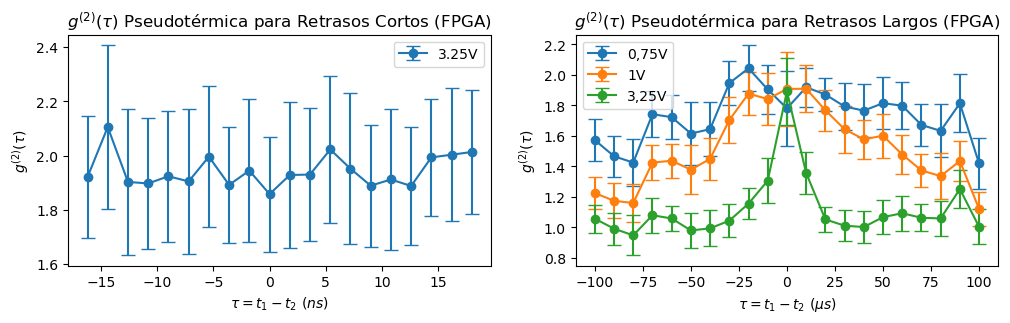 g^(2)(τ) Pseudotérmica para Retrasos Cortos (FPGA)
3.25V
2.4
2.2
2.0
1.8
1.6
g^(2)(τ)
−15
−10
−5
0
5
10
15
τ = t₁ − t₂ (ns)
g^(2)(τ) Pseudotérmica para Retrasos Largos (FPGA)
0,75V
1V
3,25V
2.2
2.0
1.8
1.6
1.4
1.2
1.0
0.8
g^(2)(τ)
−100
−75
−50
−25
0
25
50
75
100
τ = t₁ − t₂ (μs)